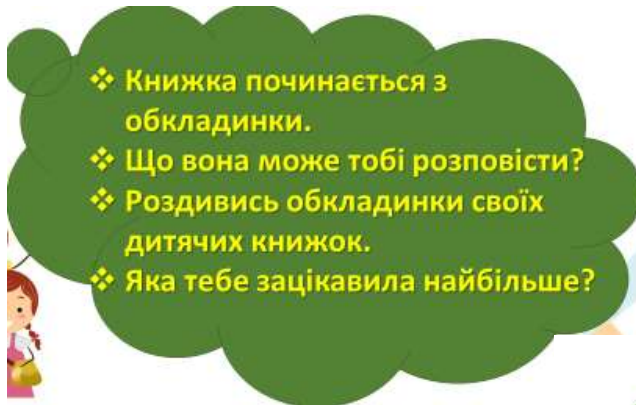 ❖ Книжка починається з
обкладинки.
❖ Що вона може тобі розповісти?
❖ Роздивись обкладинки своїх
дитячих книжок.
❖ Яка тебе зацікавила найбільше?